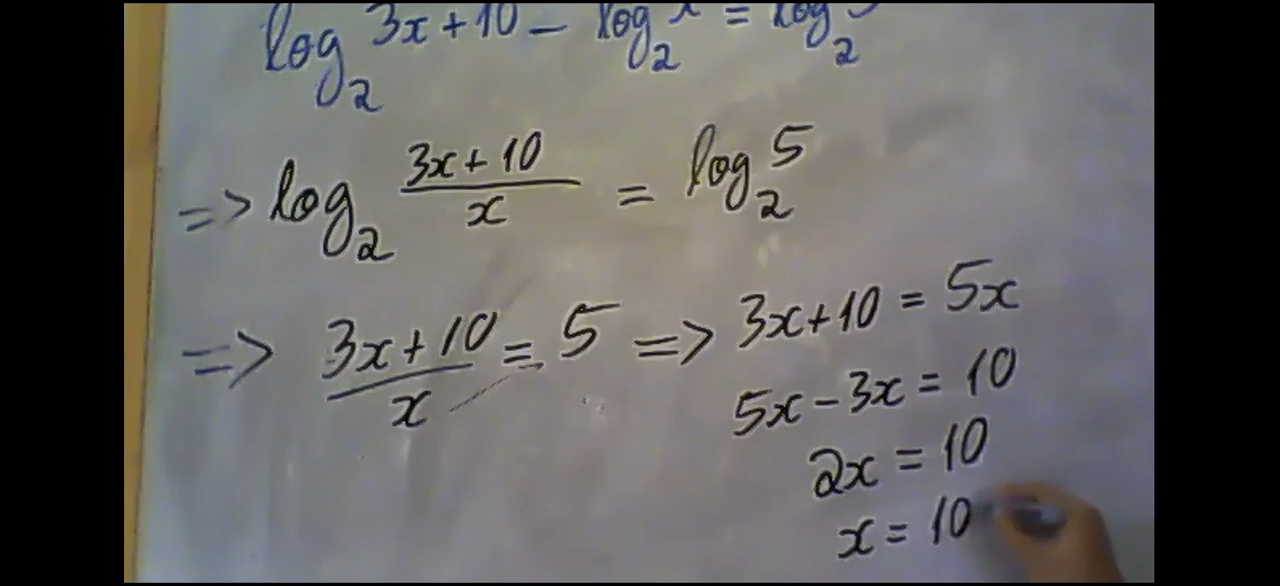 log₂ 3x+10 - log₂ x = log₂ 5
=> log₂ (3x+10)/x = log₂ 5
=> (3x+10)/x = 5 => 3x+10 = 5x
5x-3x = 10
2x = 10
x = 10